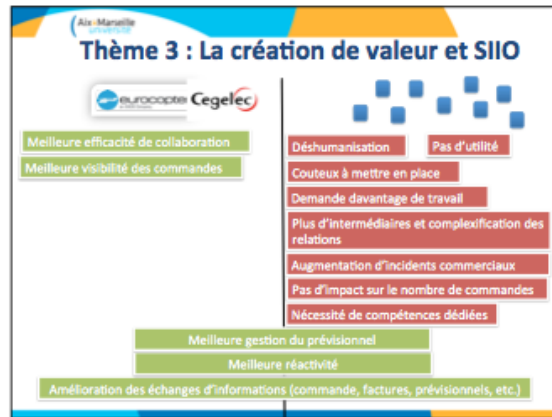 Aix*Marseille
université
Thème 3 : La création de valeur et SIIO
eurocopter Cegelec
Meilleure efficacité de collaboration
Meilleure visibilité des commandes
Déshumanisation
Pas d'utilité
Couteux à mettre en place
Demande davantage de travail
Plus d'intermédiaires et complexification des
relations
Augmentation d'incidents commerciaux
Pas d'impact sur le nombre de commandes
Nécessité de compétences dédiées
Meilleure gestion du prévisionnel
Meilleure réactivité
Amélioration des échanges d'informations (commande, factures, prévisionnels, etc.)